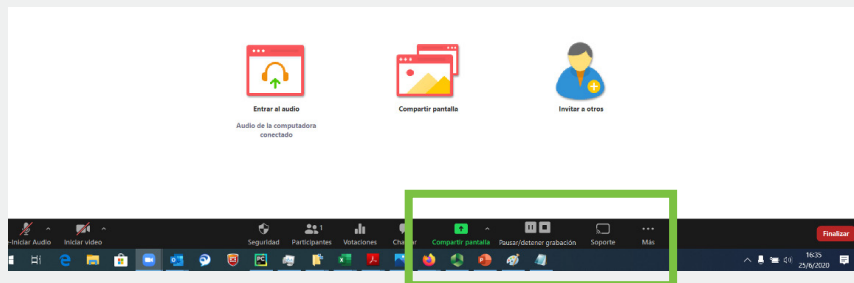 Entrar al audio
Compartir pantalla
Invitar a otros
Audio de la computadora
conectado
-Iniciar Audio
Iniciar video
Seguridad
Participantes
1
Votaciones
Compartir pantalla
Pausar/detener grabación
Soporte
Más
Finalizar
16:35
25/6/2020